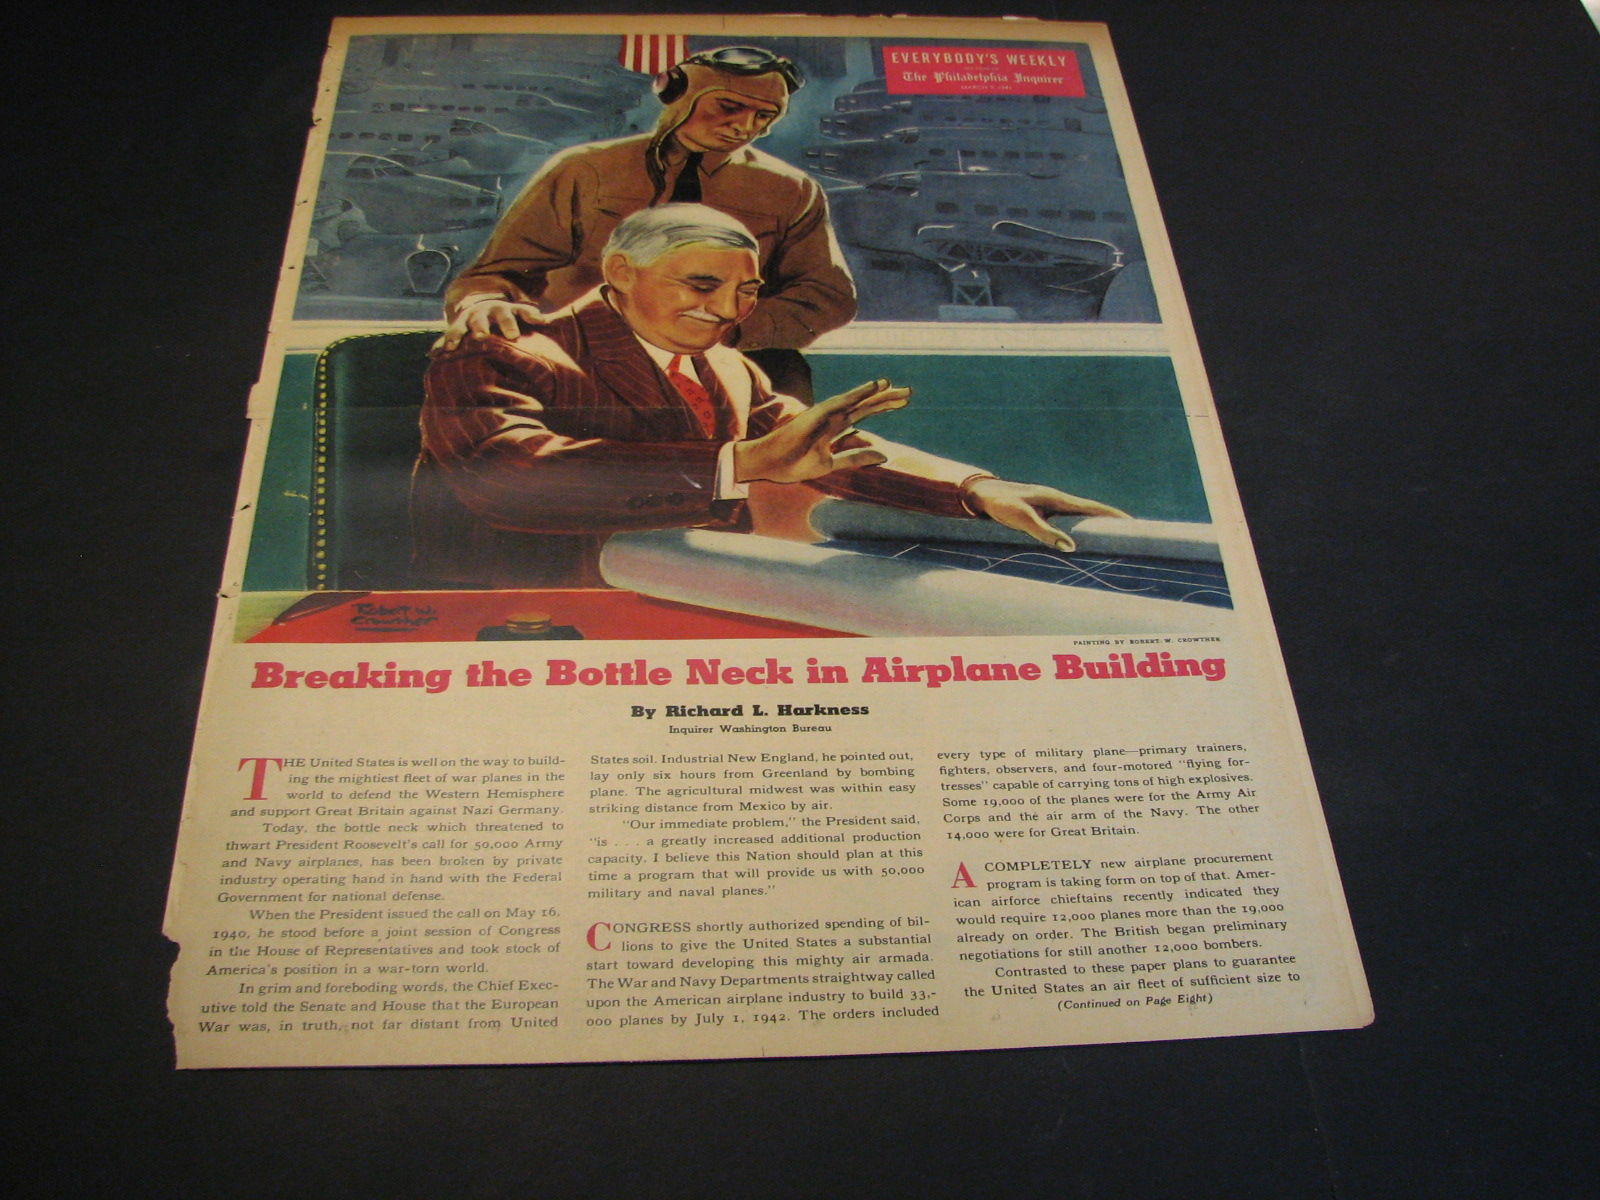 EVERYBODY'S WEEKLY
The Philadelphia Inquirer
MARCH 9, 1941
Robert W.
Crowther
PAINTING BY ROBERT W. CROWTHER
Breaking the Bottle Neck in Airplane Building
By Richard L. Harkness
Inquirer Washington Bureau
THE United States is well on the way to build-
ing the mightiest fleet of war planes in the
world to defend the Western Hemisphere
and support Great Britain against Nazi Germany.
Today, the bottle neck which threatened to
thwart President Roosevelt's call for 50,000 Army
and Navy airplanes, has been broken by private
industry operating hand in hand with the Federal
Government for national defense.
When the President issued the call on May 16,
1940, he stood before a joint session of Congress
in the House of Representatives and took stock of
America's position in a war-torn world.
In grim and foreboding words, the Chief Exec-
utive told the Senate and House that the European
War was, in truth, not far distant from United
States soil. Industrial New England, he pointed out,
lay only six hours from Greenland by bombing
plane. The agricultural midwest was within easy
striking distance from Mexico by air.
"Our immediate problem," the President said,
"is . . . a greatly increased additional production
capacity. I believe this Nation should plan at this
time a program that will provide us with 50,000
military and naval planes."
CONGRESS shortly authorized spending of bil-
lions to give the United States a substantial
start toward developing this mighty air armada.
The War and Navy Departments straightway called
upon the American airplane industry to build 33,-
000 planes by July 1, 1942. The orders included
every type of military plane—primary trainers,
fighters, observers, and four-motored "flying for-
tresses" capable of carrying tons of high explosives.
Some 19,000 of the planes were for the Army Air
Corps and the air arm of the Navy. The other
14,000 were for Great Britain.
A COMPLETELY new airplane procurement
program is taking form on top of that. Amer-
ican airforce chieftains recently indicated they
would require 12,000 planes more than the 19,000
already on order. The British began preliminary
negotiations for still another 12,000 bombers.
Contrasted to these paper plans to guarantee
the United States an air fleet of sufficient size to
(Continued on Page Eight)